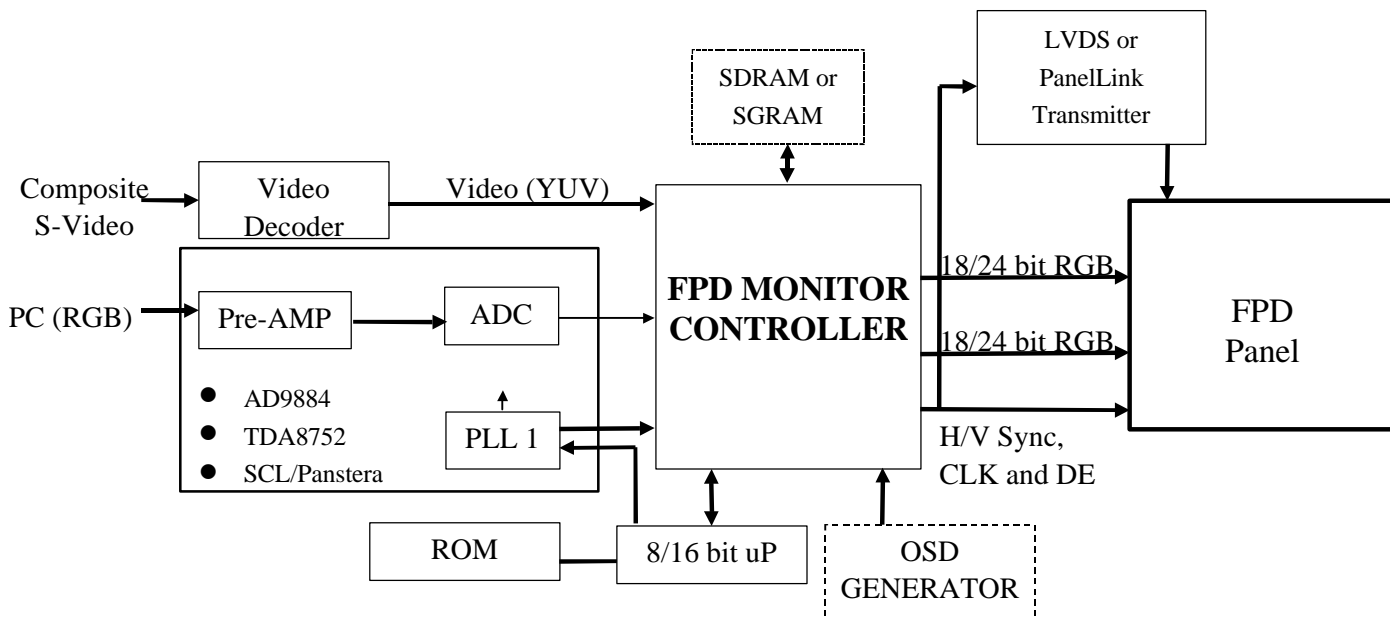 LVDS or
PanelLink
Transmitter
SDRAM or
SGRAM
Composite
S-Video
Video
Decoder
Video (YUV)
PC (RGB)
Pre-AMP
ADC
FPD MONITOR
CONTROLLER
18/24 bit RGB
18/24 bit RGB
FPD
Panel
● AD9884
● TDA8752
● SCL/Panstera
PLL 1
H/V Sync,
CLK and DE
ROM
8/16 bit uP
OSD
GENERATOR